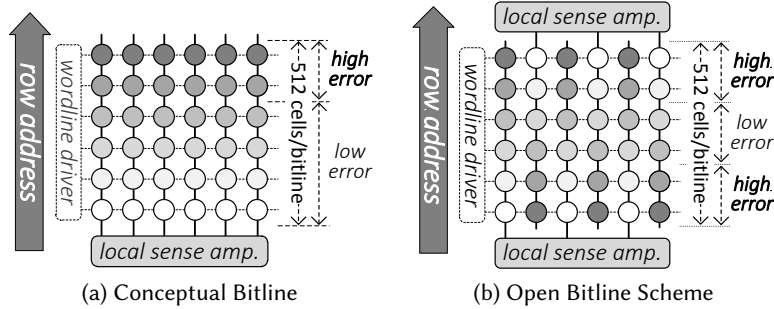 row address
wordline driver
~512 cells/bitline
high
error
low
error
local sense amp.
(a) Conceptual Bitline
local sense amp.
row address
wordline driver
~512 cells/bitline
high
error
low
error
high
error
local sense amp.
(b) Open Bitline Scheme